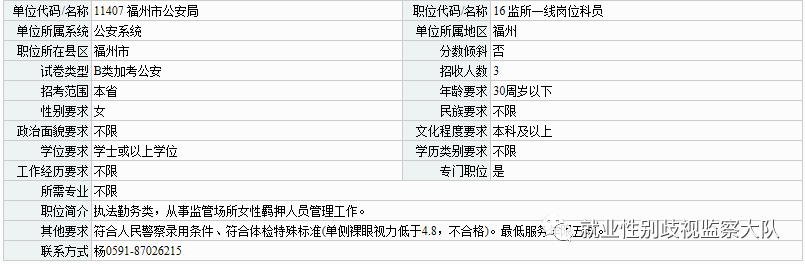 单位代码/名称 11407 福州市公安局 职位代码/名称 16 监所一线岗位科员
单位所属系统 公安系统 单位所属地区 福州
职位所在县区 福州市 分数倾斜 否
试卷类型 B类加考公安 招收人数 3
招考范围 本省 年龄要求 30周岁以下
性别要求 女 民族要求 不限
政治面貌要求 不限 文化程度要求 本科及以上
学位要求 学士或以上学位 学历类别要求 不限
工作经历要求 不限 专门职位 是
所需专业 不限
职位简介 执法勤务类，从事监管场所女性羁押人员管理工作。
其他要求 符合人民警察录用条件、符合体检特殊标准(单侧裸眼视力低于4.8，不合格)。最低服务
就业性别歧视监察大队
联系方式 杨0591-87026215